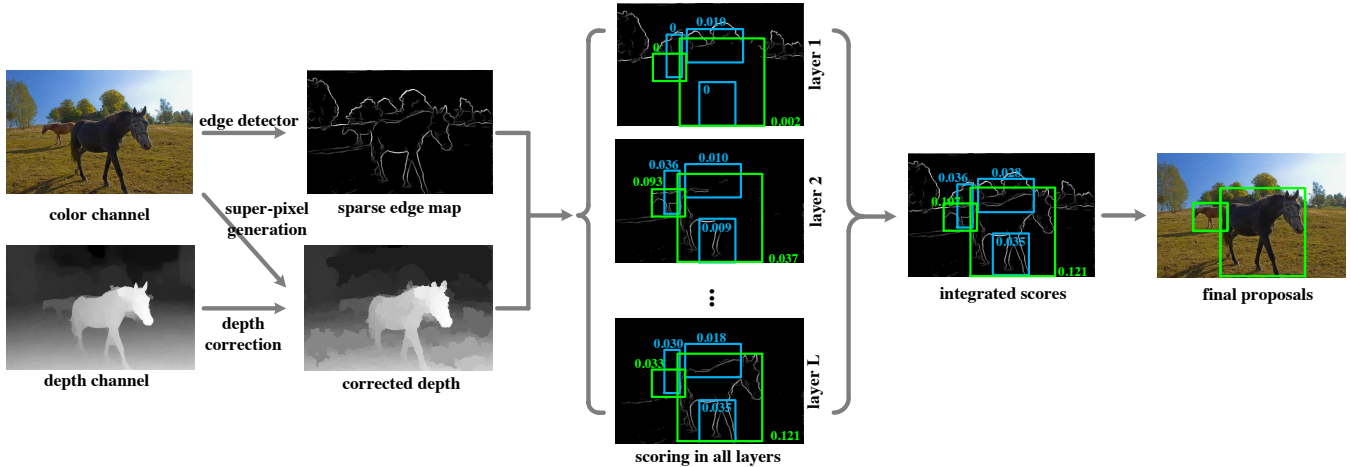 color channel
edge detector
super-pixel
generation
sparse edge map
depth channel
depth
correction
corrected depth
0
0.010
0
0
0.002
layer 1
0.036
0.010
0.093
0.009
0.037
layer 2
...
0.030
0.018
0.033
0.035
0.121
layer L
scoring in all layers
0.036
0.028
0.107
0.035
0.121
integrated scores
final proposals